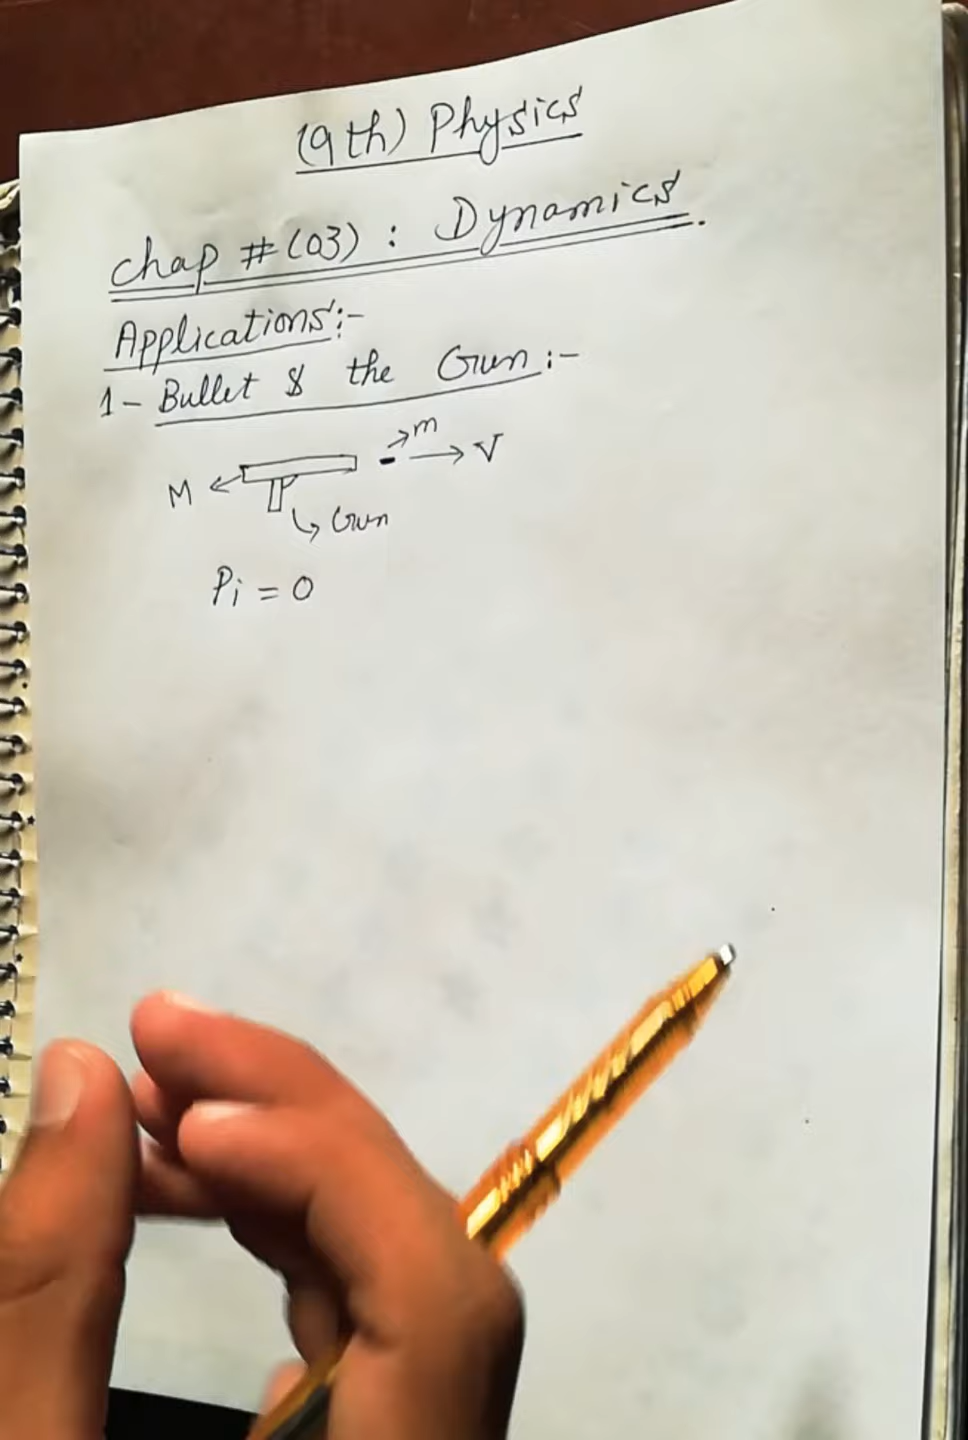 (9th) Physics
Chap # (03) : Dynamics.
Applications:-
1- Bullet & the Gun:-
m
V
M
Gun
Pi = 0